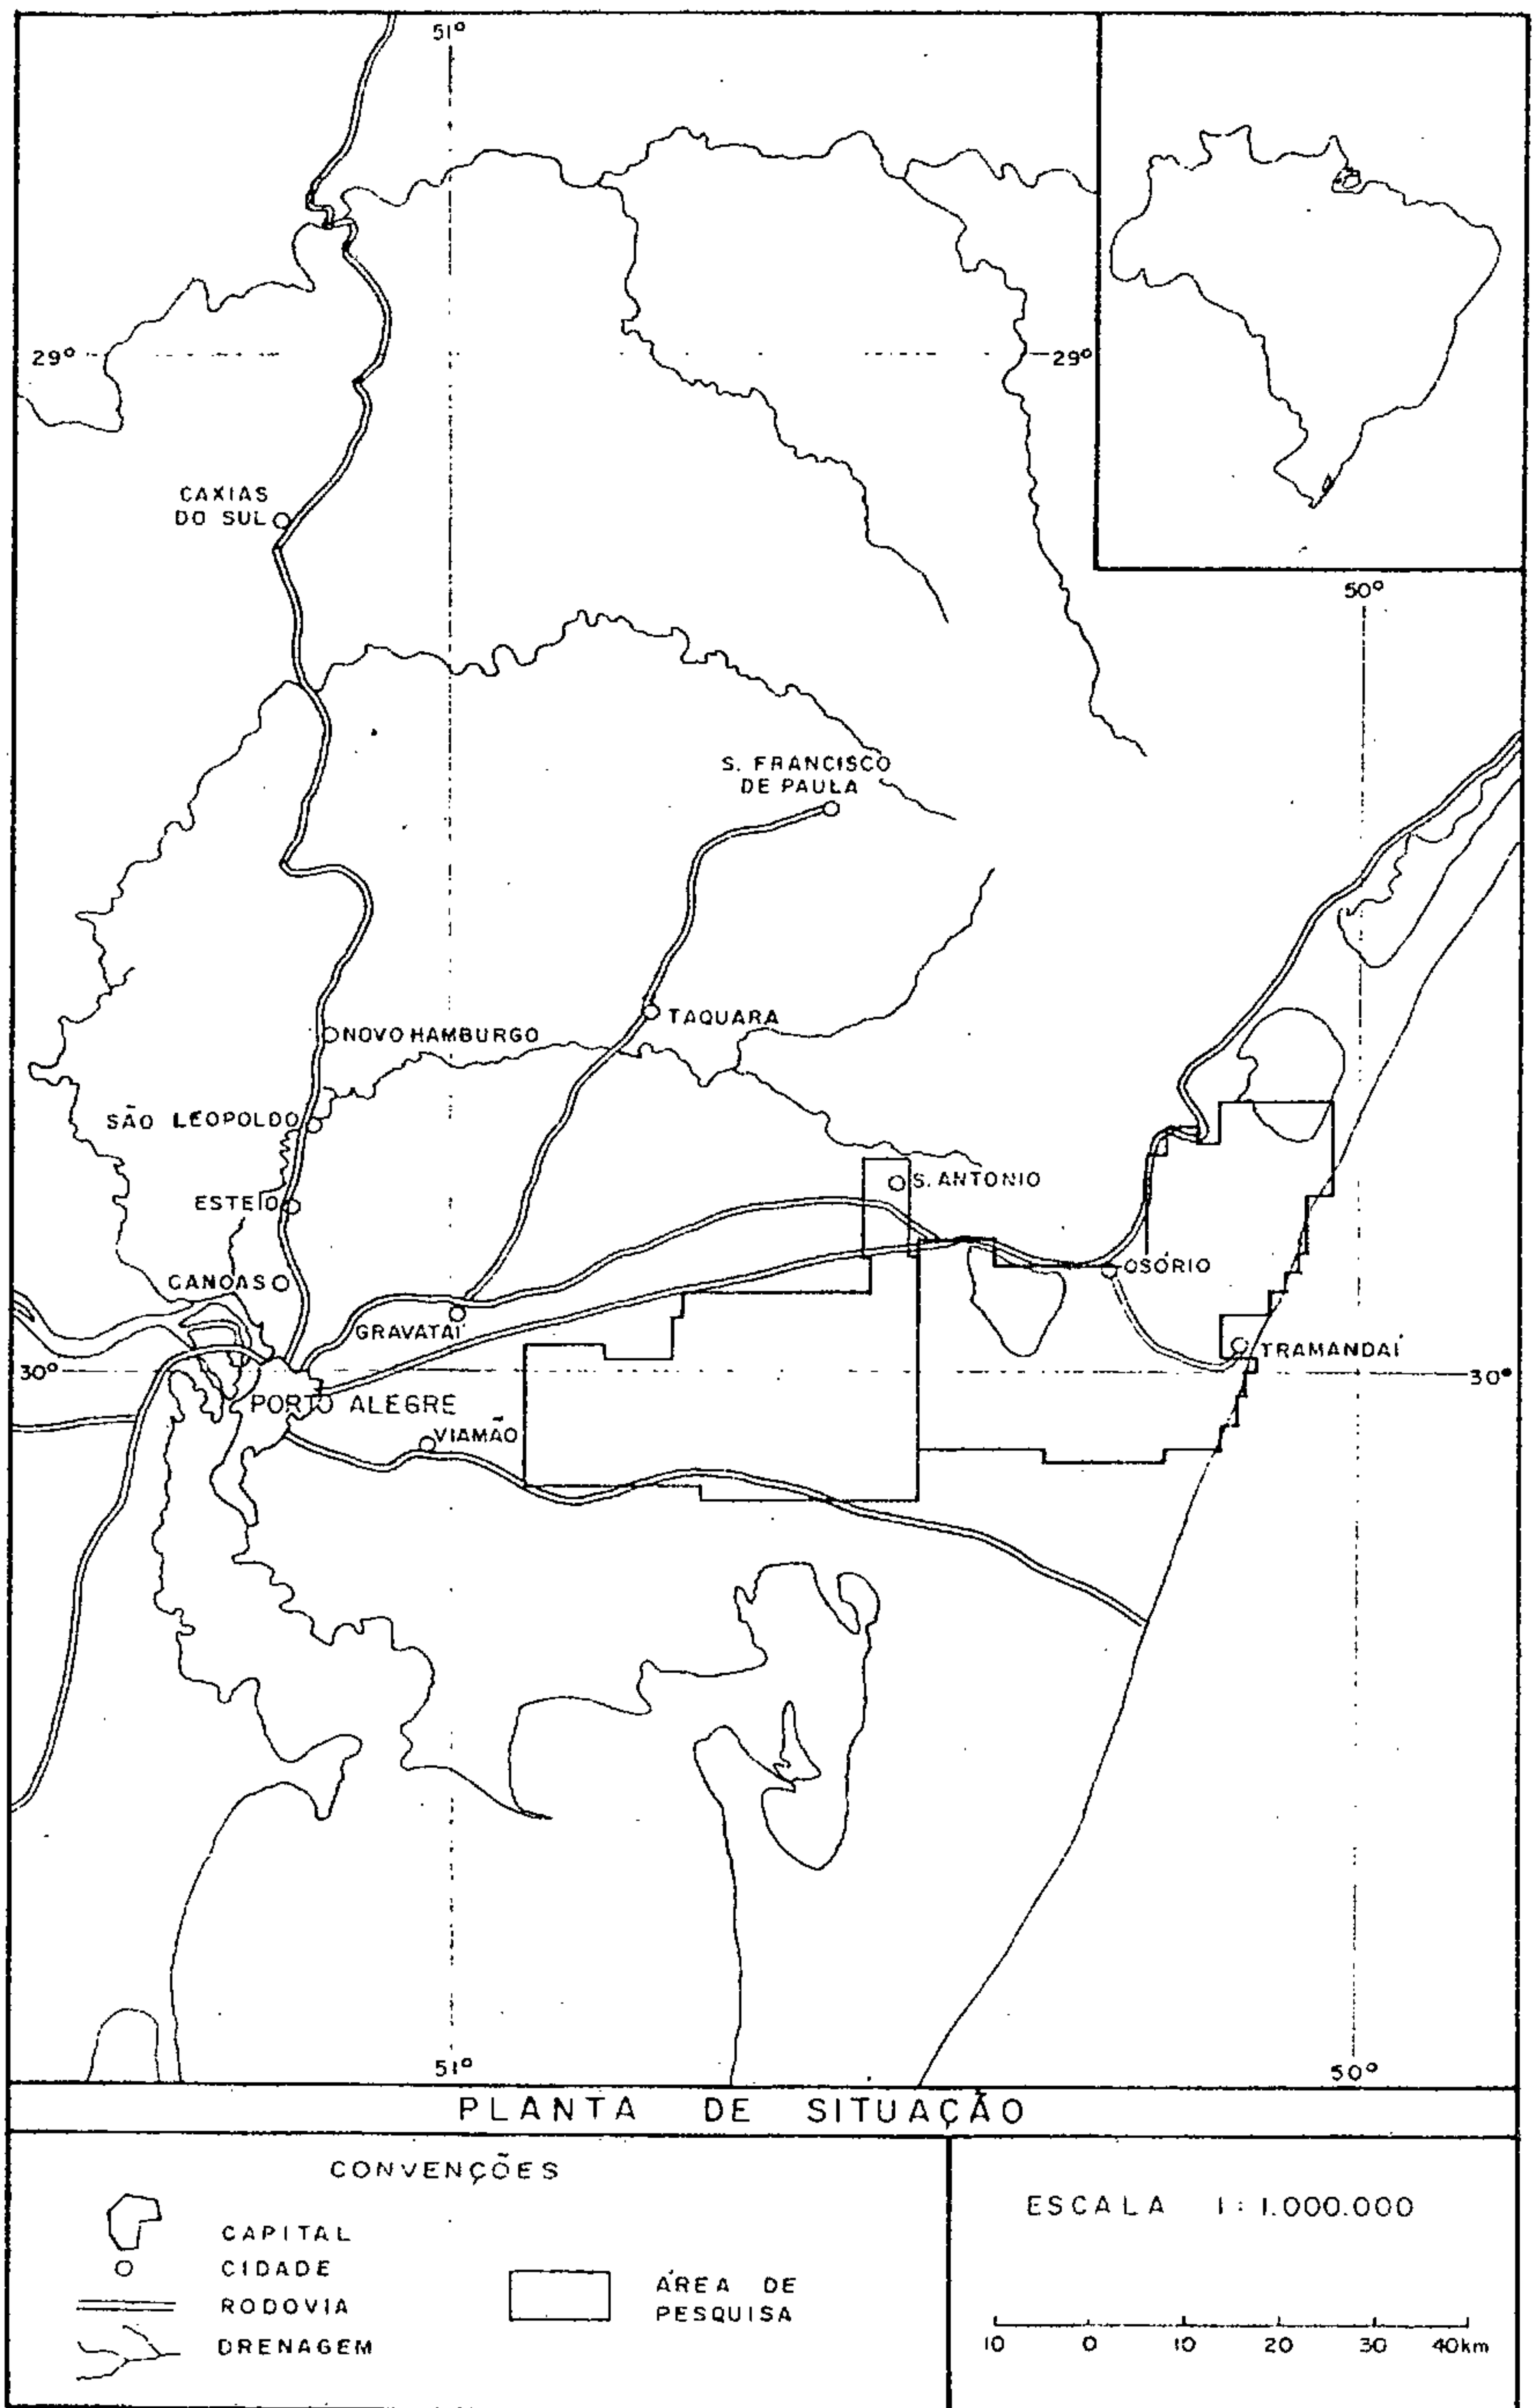 51°
29°
29°
CAXIAS
DO SUL
50°
S. FRANCISCO
DE PAULA
TAQUARA
NOVO HAMBURGO
SÃO LEOPOLDO
S. ANTONIO
ESTEIO
OSÓRIO
CANOAS
GRAVATAÍ
TRAMANDAÍ
30°
30°
PORTO ALEGRE
VIAMÃO
51°
50°
PLANTA DE SITUAÇÃO
CONVENÇÕES
CAPITAL
CIDADE
RODOVIA
DRENAGEM
ÁREA DE
PESQUISA
ESCALA 1:1.000.000
10 0 10 20 30 40km